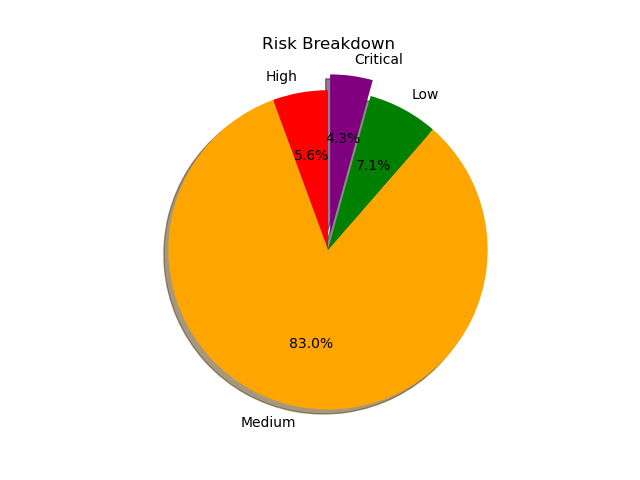 Risk Breakdown
Critical
High
Low
4.3%
5.6%
7.1%
83.0%
Medium